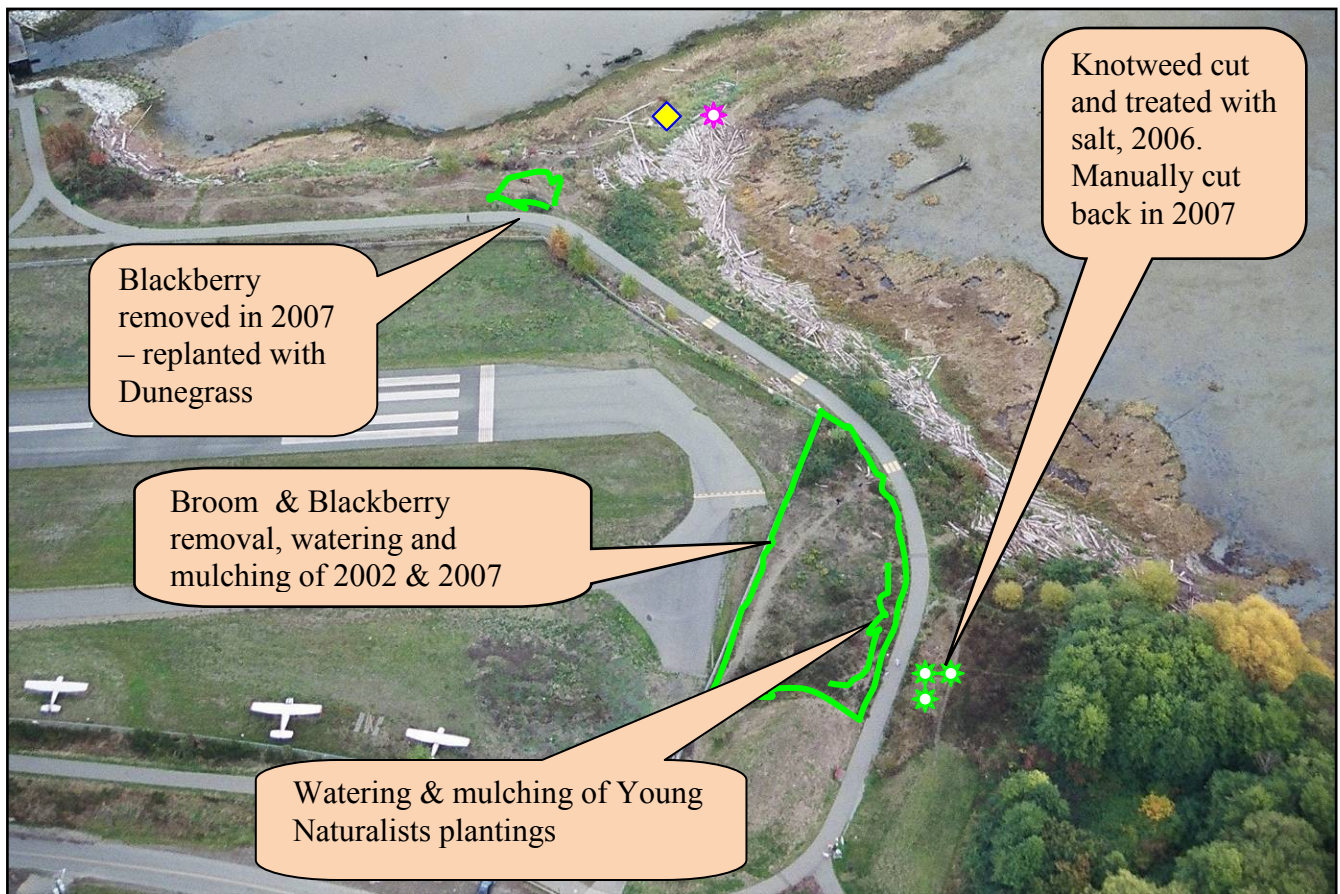 Knotweed cut
and treated with
salt, 2006.
Manually cut
back in 2007
Blackberry
removed in 2007
– replanted with
Dunegrass
Broom & Blackberry
removal, watering and
mulching of 2002 & 2007
Watering & mulching of Young
Naturalists plantings